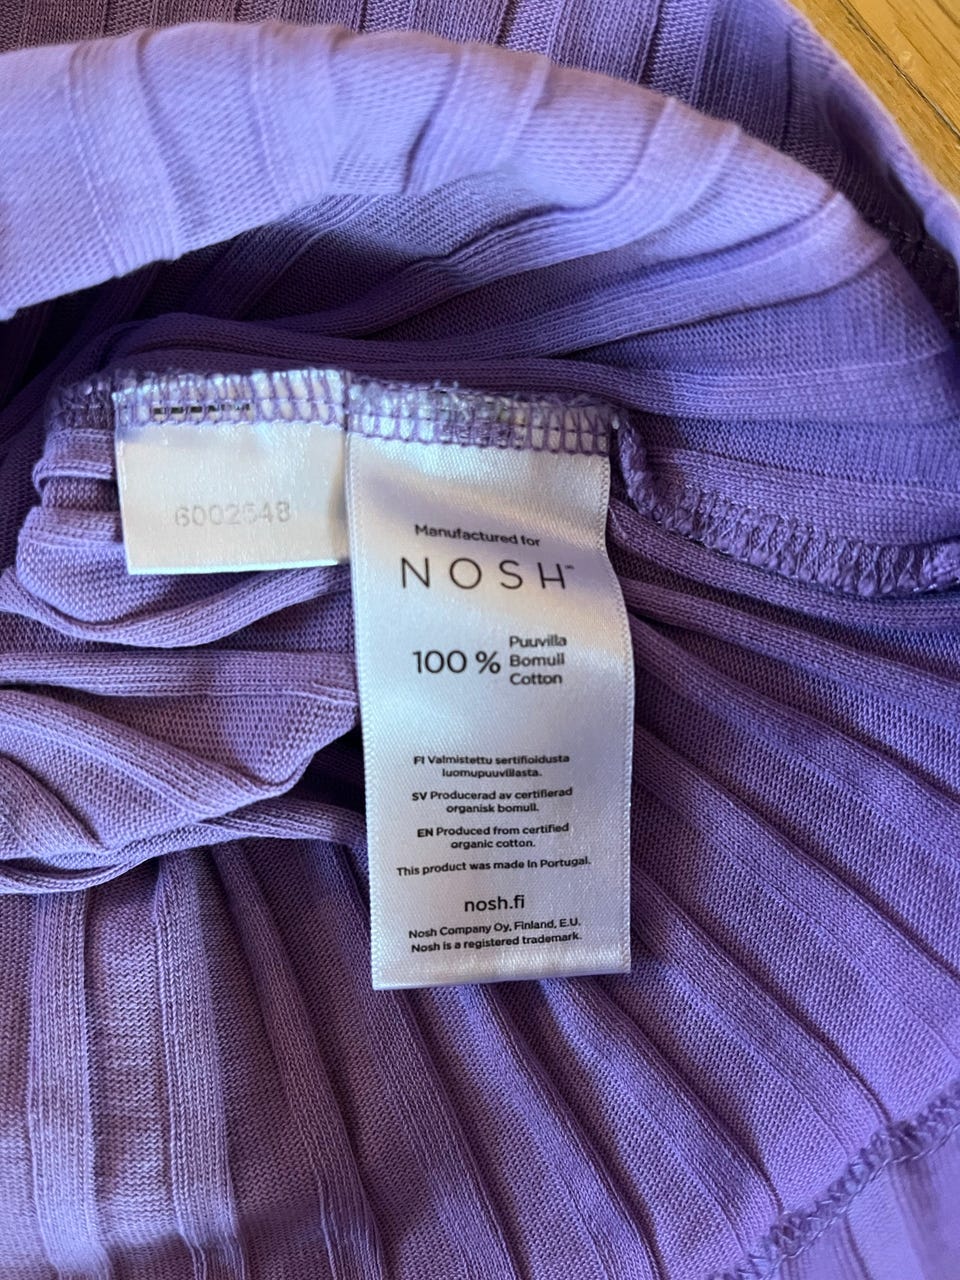 6002648
Manufactured for
NOSH™
100 % Puuvilla
Bomull
Cotton
FI Valmistettu sertifioidusta
luomupuuvillasta.
SV Producerad av certifierad
organisk bomull.
EN Produced from certified
organic cotton.
This product was made in Portugal.
nosh.fi
Nosh Company Oy, Finland, E.U.
Nosh is a registered trademark.